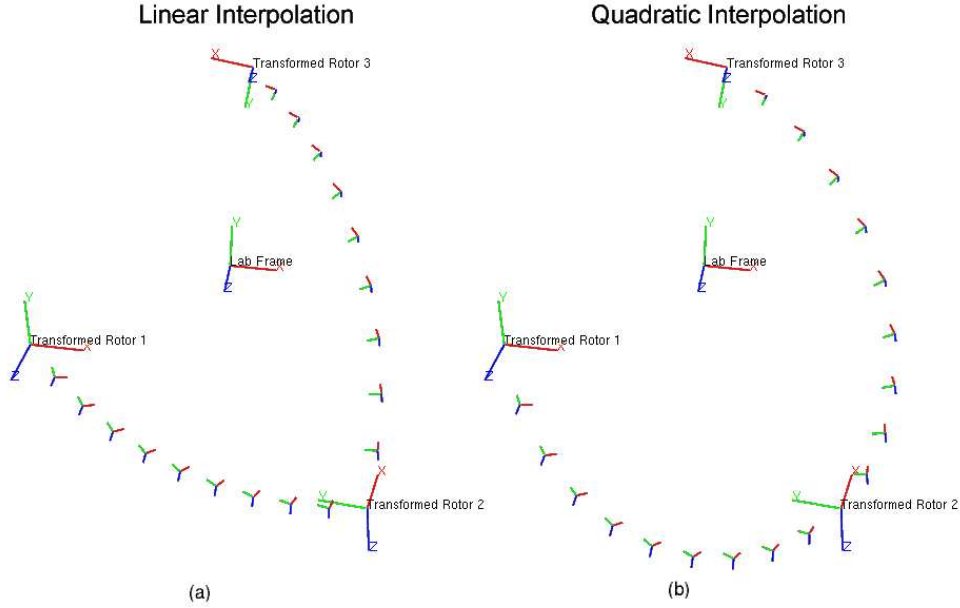 Linear Interpolation
Quadratic Interpolation
X
Transformed Rotor 3
Z
Y
Y
Lab Frame
X
Z
Y
Transformed Rotor 1
X
Z
X
Y
Transformed Rotor 2
Z
(a)
X
Transformed Rotor 3
Z
Y
Y
Lab Frame
X
Z
Y
Transformed Rotor 1
X
Z
X
Y
Transformed Rotor 2
Z
(b)